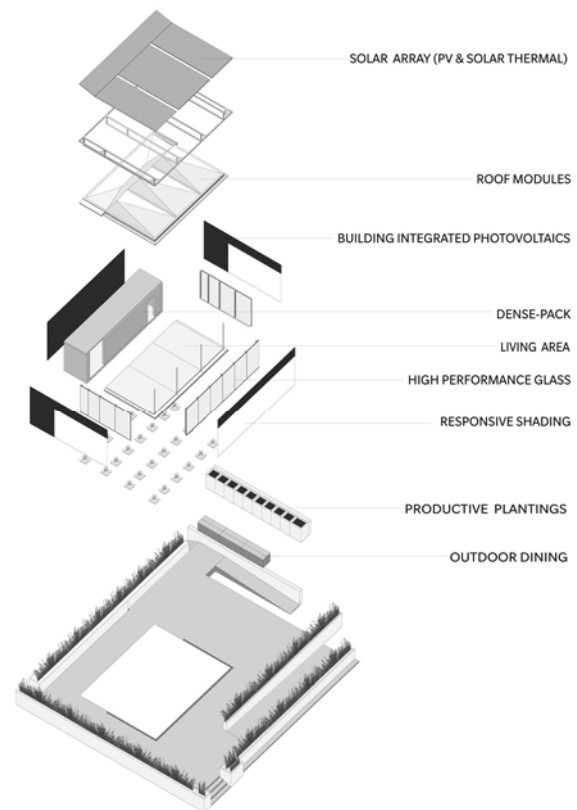 SOLAR ARRAY (PV & SOLAR THERMAL)
ROOF MODULES
BUILDING INTEGRATED PHOTOVOLTAICS
DENSE-PACK
LIVING AREA
HIGH PERFORMANCE GLASS
RESPONSIVE SHADING
PRODUCTIVE PLANTINGS
OUTDOOR DINING